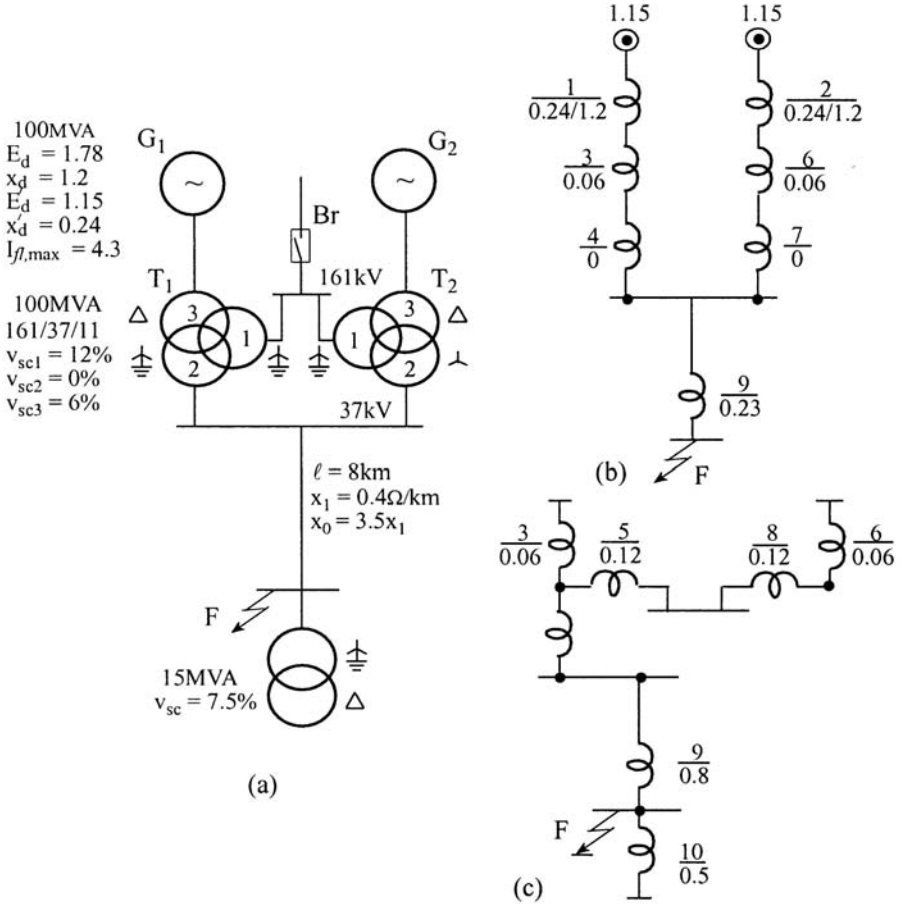 100MVA
E_d = 1.78
x_d = 1.2
E'_d = 1.15
x'_d = 0.24
I_fl,max = 4.3
G₁
~
G₂
~
Br
161kV
T₁
3
1
2
T₂
3
1
2
100MVA
161/37/11
v_sc1 = 12%
v_sc2 = 0%
v_sc3 = 6%
37kV
ℓ = 8km
x₁ = 0.4Ω/km
x₀ = 3.5x₁
F
15MVA
v_sc = 7.5%
(a)
1.15
1.15
1
0.24/1.2
2
0.24/1.2
3
0.06
6
0.06
4
0
7
0
9
0.23
F
(b)
3
0.06
5
0.12
8
0.12
6
0.06
9
0.8
F
10
0.5
(c)